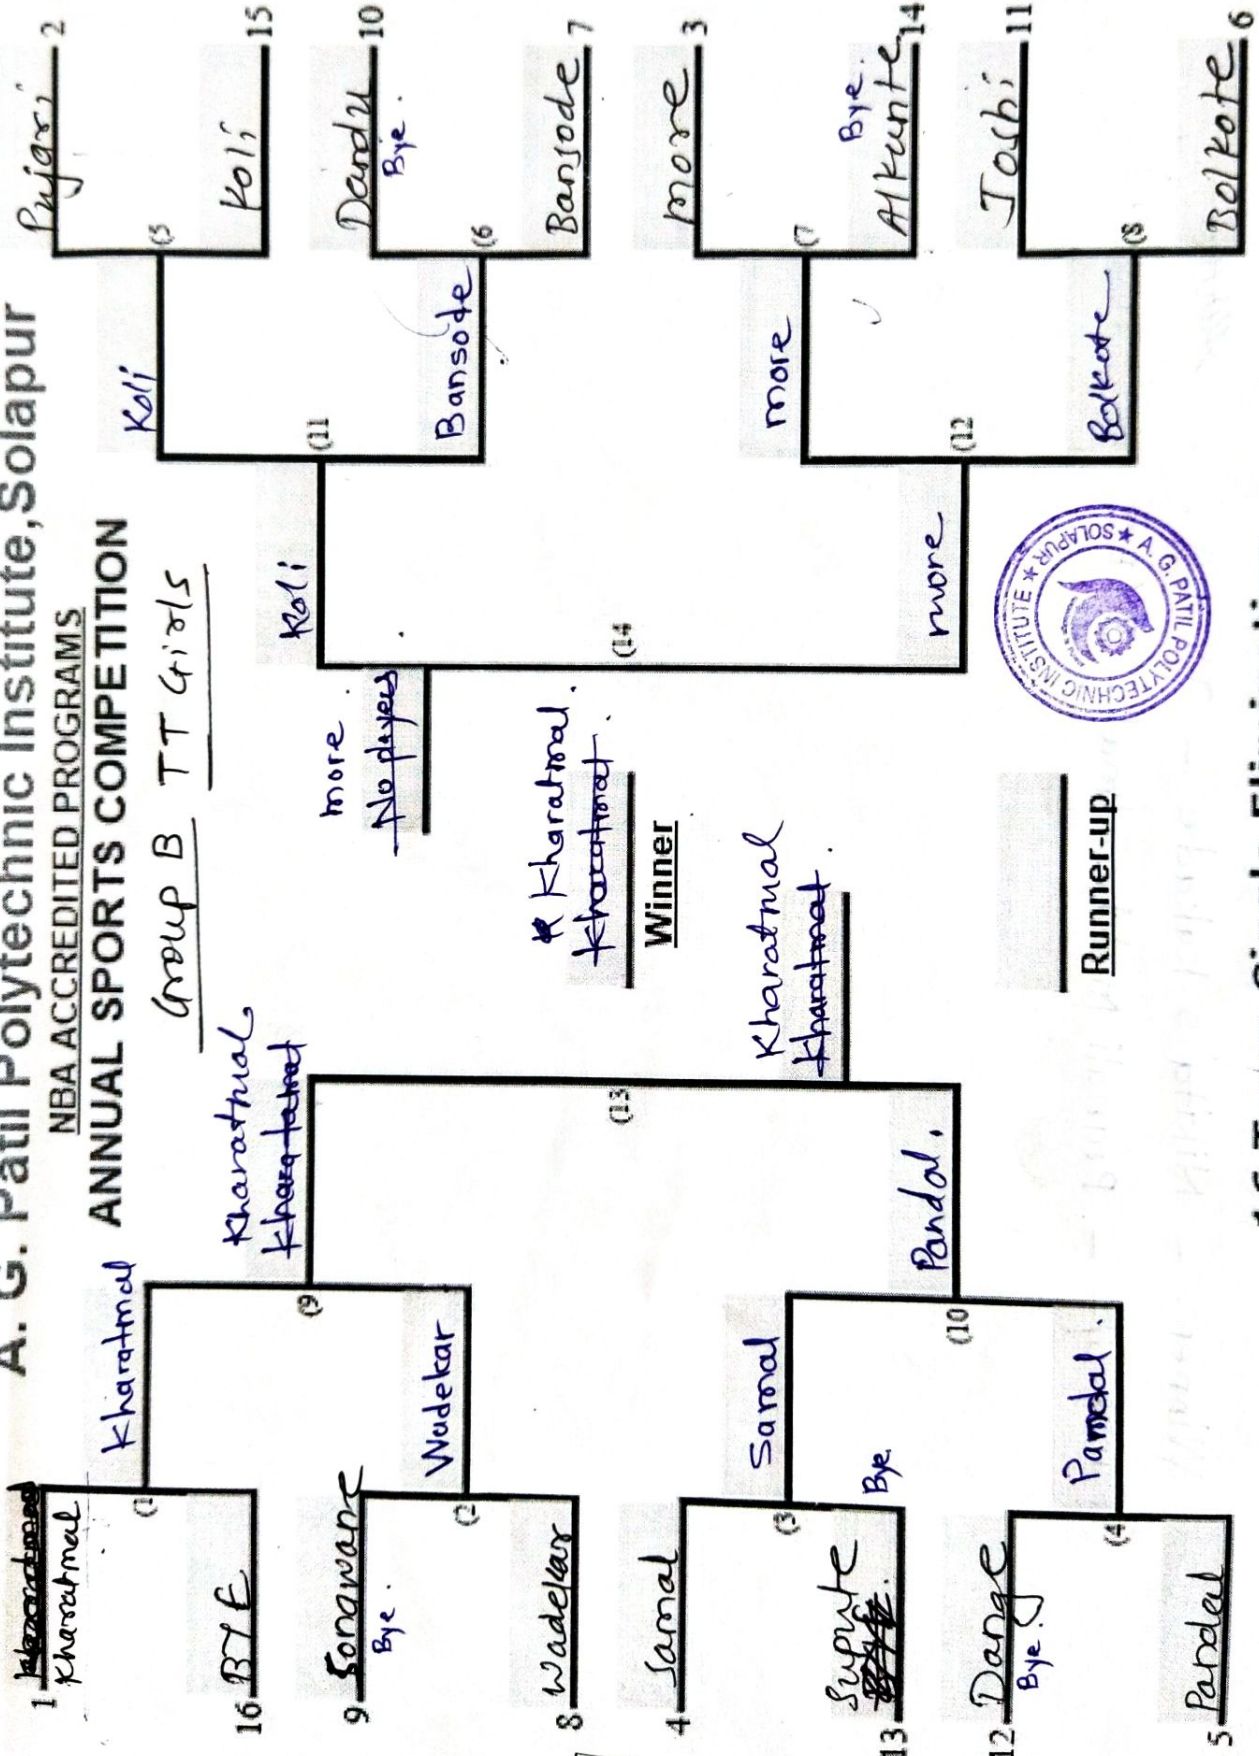 A. G. Patil Polytechnic Institute,Solapur
NBA ACCREDITED PROGRAMS
ANNUAL SPORTS COMPETITION
Group B TT Girls
1
Kharatmal
16 BYE
(1
Kharatmal
9 Sonawane
Bye.
8 Wadekar
(2
Wadekar
(9
Kharatmal
4 Samal
13 Supute
Bye
(3
Samal
12 Dange
Bye.
5 Pandal
(4
Pandal.
(10
Pandal.
(13
Kharatmal
Kharatmal
Kharatmal.
Kharatmal
Winner
Runner-up
more.
No players
(14
Koli
more
(11
Koli
Bansode
(12
more
Bolkote
(5
Pujari 2
Koli 15
(6
Dandu 10
Bye.
Bansode 7
(7
more 3
Bye.
Alkunte 14
(8
Joshi 11
Bolkote 6
A. G. PATIL POLYTECHNIC INSTITUTE ★ SOLAPUR ★